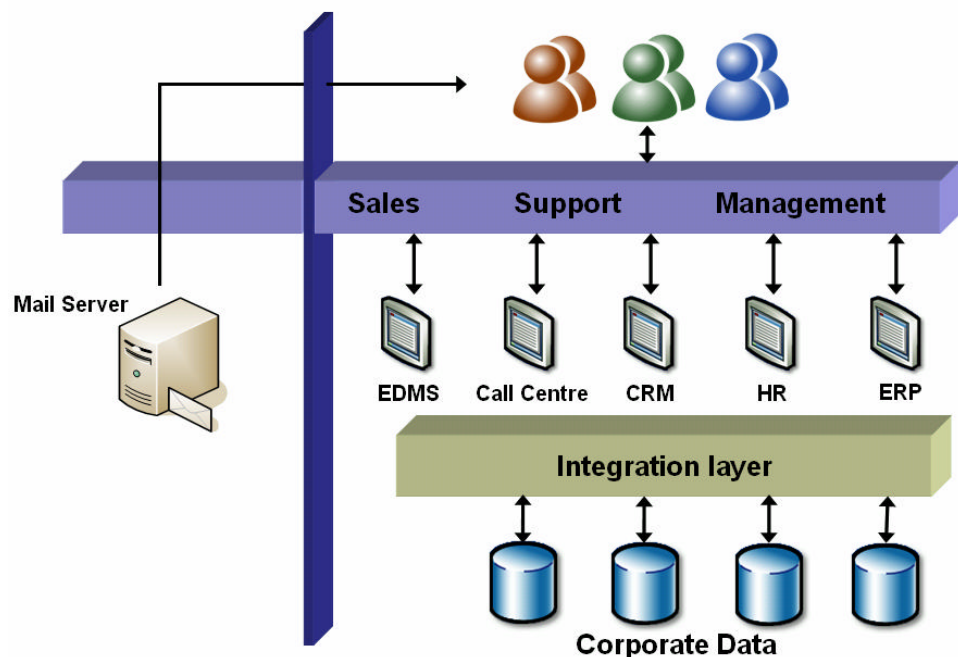 Sales Support Management
Mail Server
EDMS Call Centre CRM HR ERP
Integration layer
Corporate Data